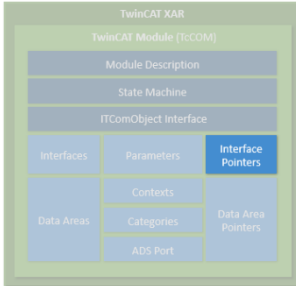 TwinCAT XAR
TwinCAT Module (TcCOM)
Module Description
State Machine
ITComObject Interface
Interfaces
Parameters
Interface
Pointers
Data Areas
Contexts
Categories
ADS Port
Data Area
Pointers